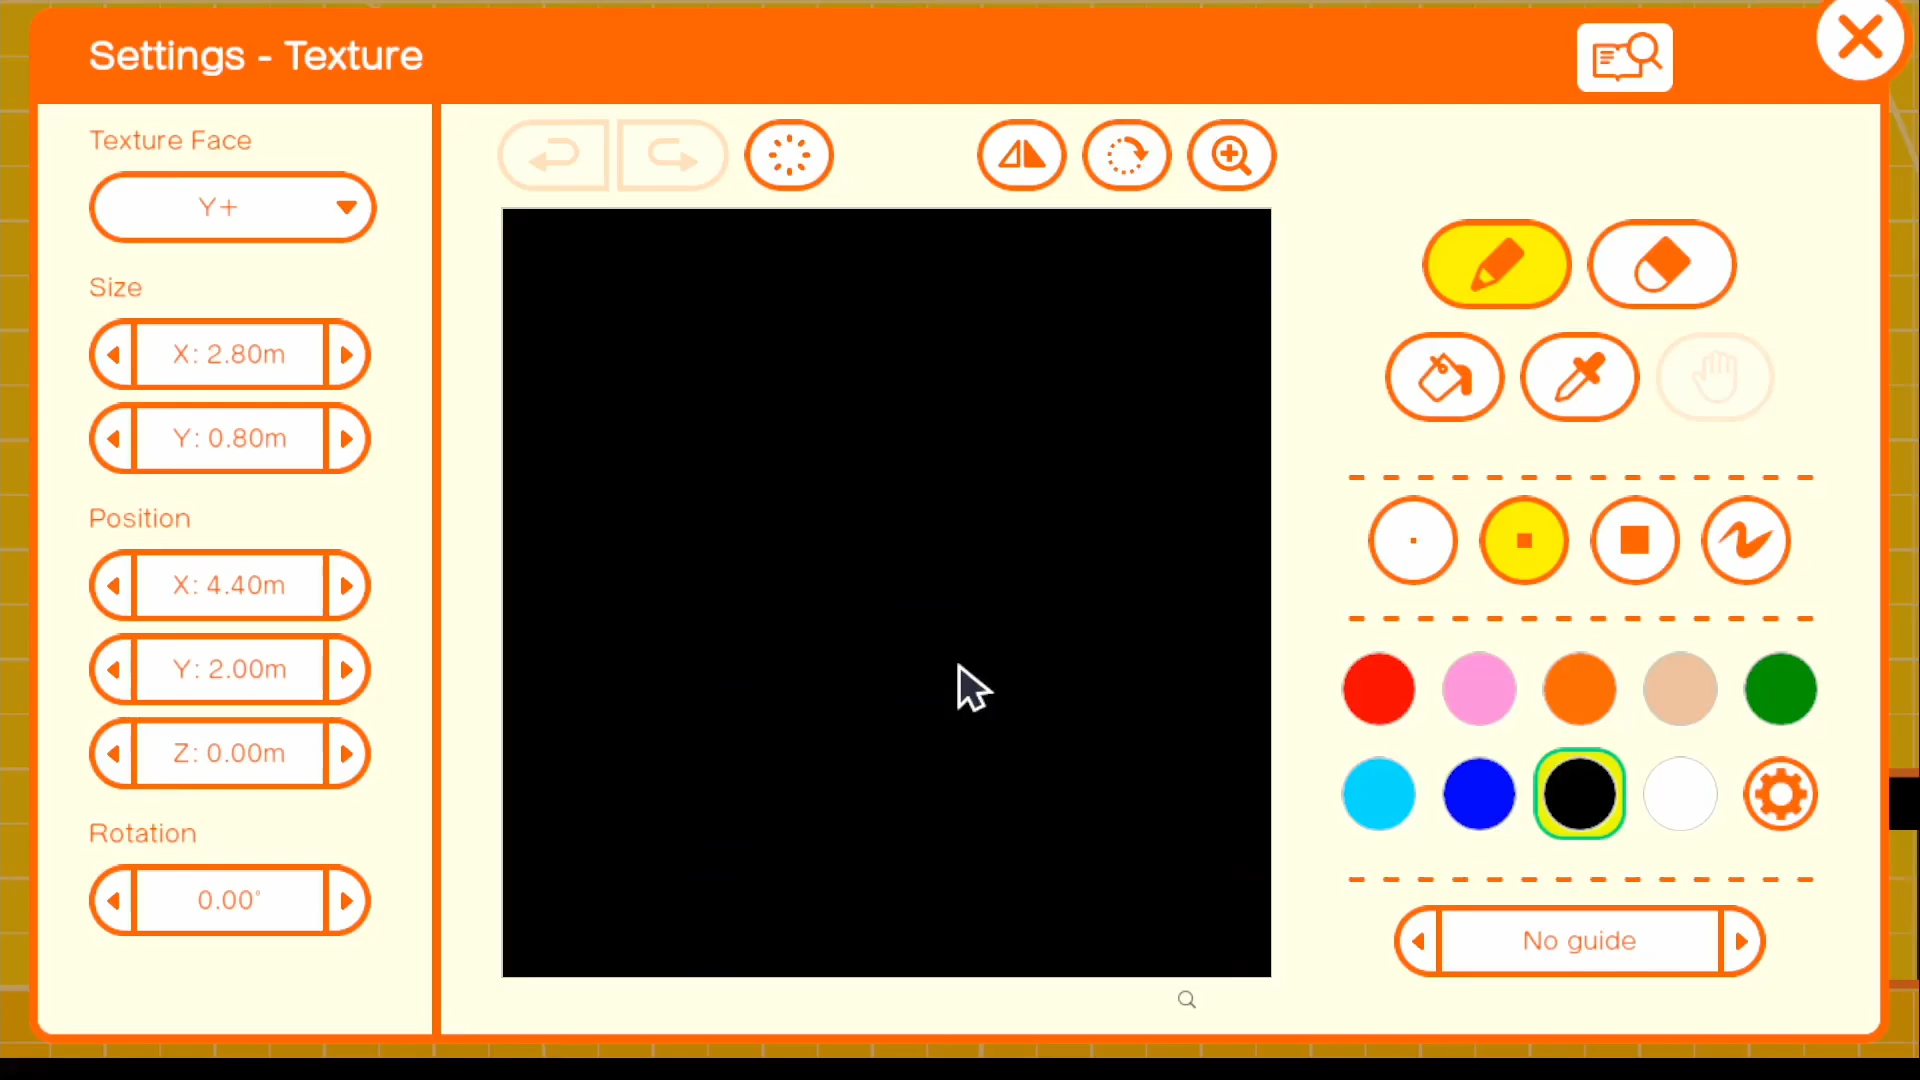 Settings - Texture
Texture Face
Y+
Size
X: 2.80m
Y: 0.80m
Position
X: 4.40m
Y: 2.00m
Z: 0.00m
Rotation
0.00°
No guide